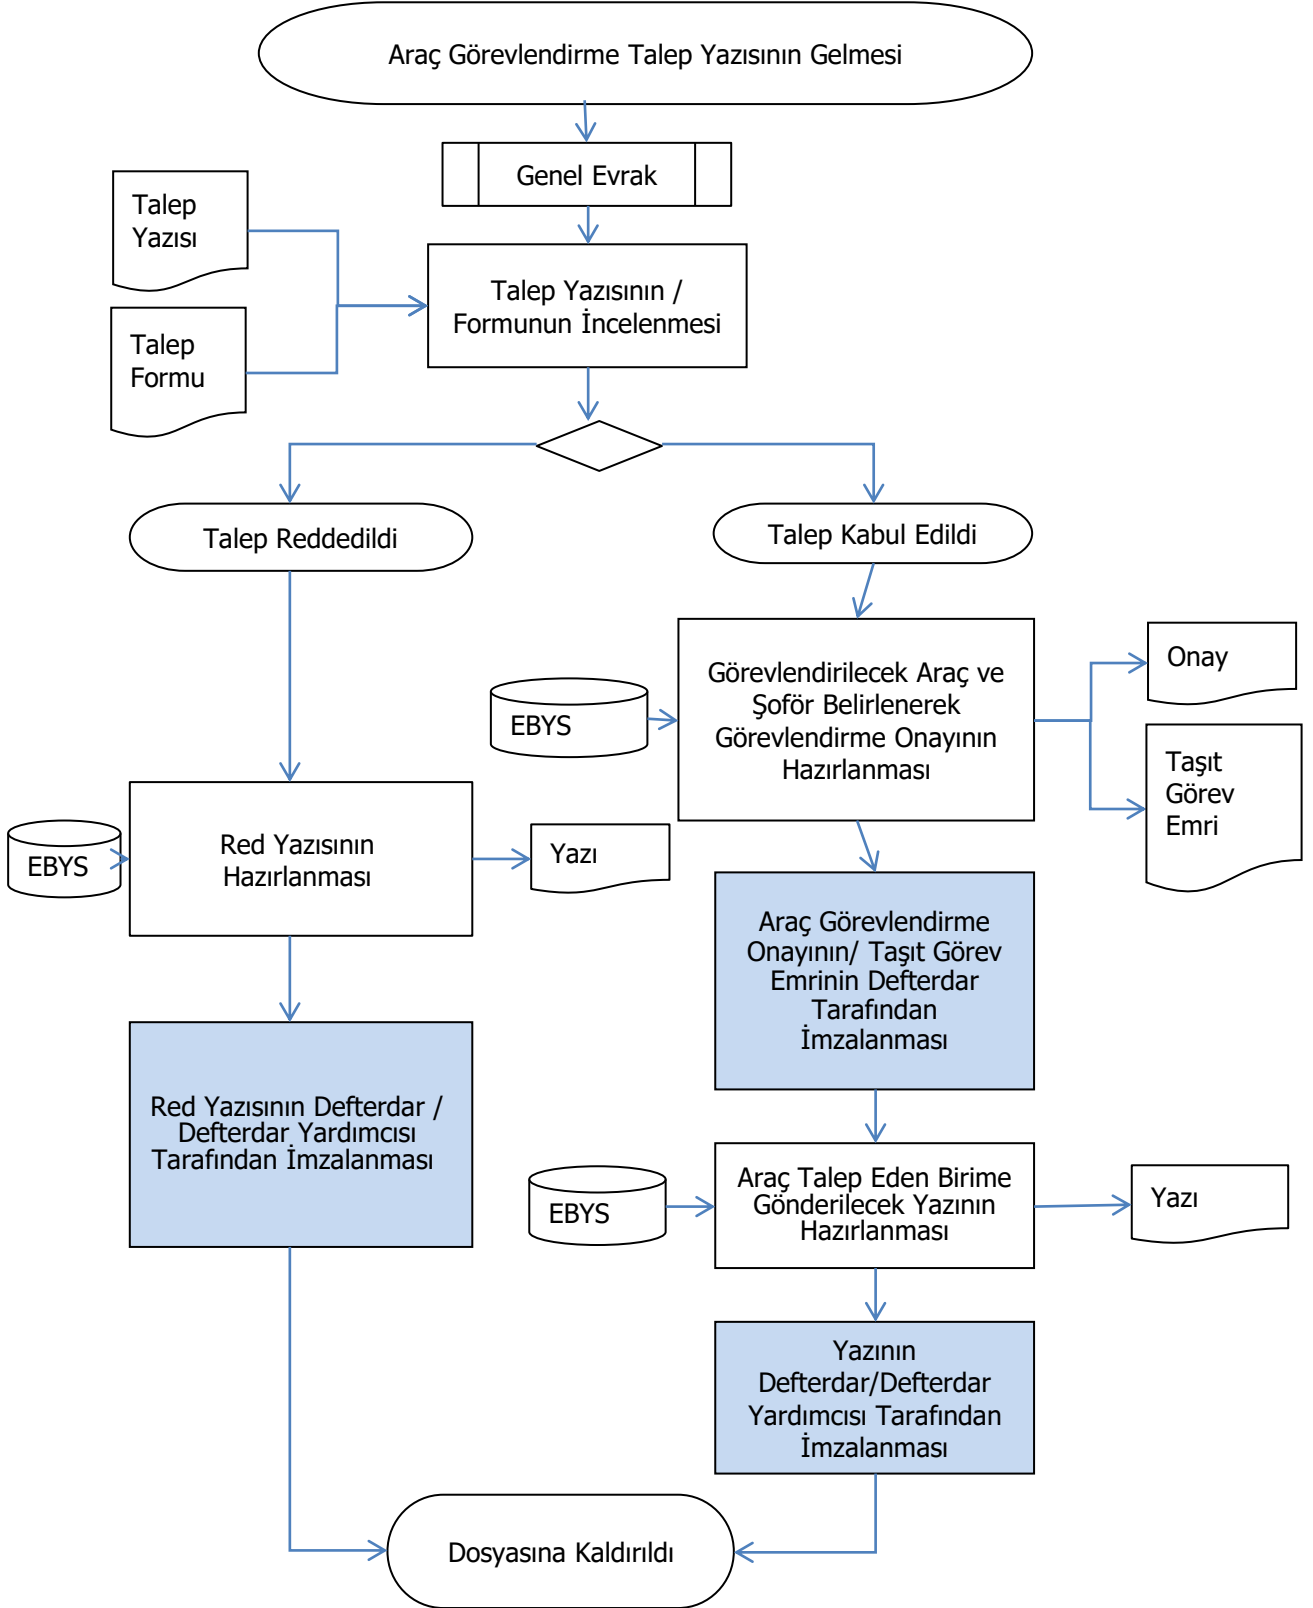 Araç Görevlendirme Talep Yazısının Gelmesi
Genel Evrak
Talep
Yazısı
Talep Yazısının /
Formunun İncelenmesi
Talep
Formu
Talep Reddedildi
Talep Kabul Edildi
Görevlendirilecek Araç ve
Şoför Belirlenerek
Görevlendirme Onayının
Hazırlanması
EBYS
Onay
Taşıt
Görev
Emri
EBYS
Red Yazısının
Hazırlanması
Yazı
Araç Görevlendirme
Onayının/ Taşıt Görev
Emrinin Defterdar
Tarafından
İmzalanması
Red Yazısının Defterdar /
Defterdar Yardımcısı
Tarafından İmzalanması
EBYS
Araç Talep Eden Birime
Gönderilecek Yazının
Hazırlanması
Yazı
Yazının
Defterdar/Defterdar
Yardımcısı Tarafından
İmzalanması
Dosyasına Kaldırıldı